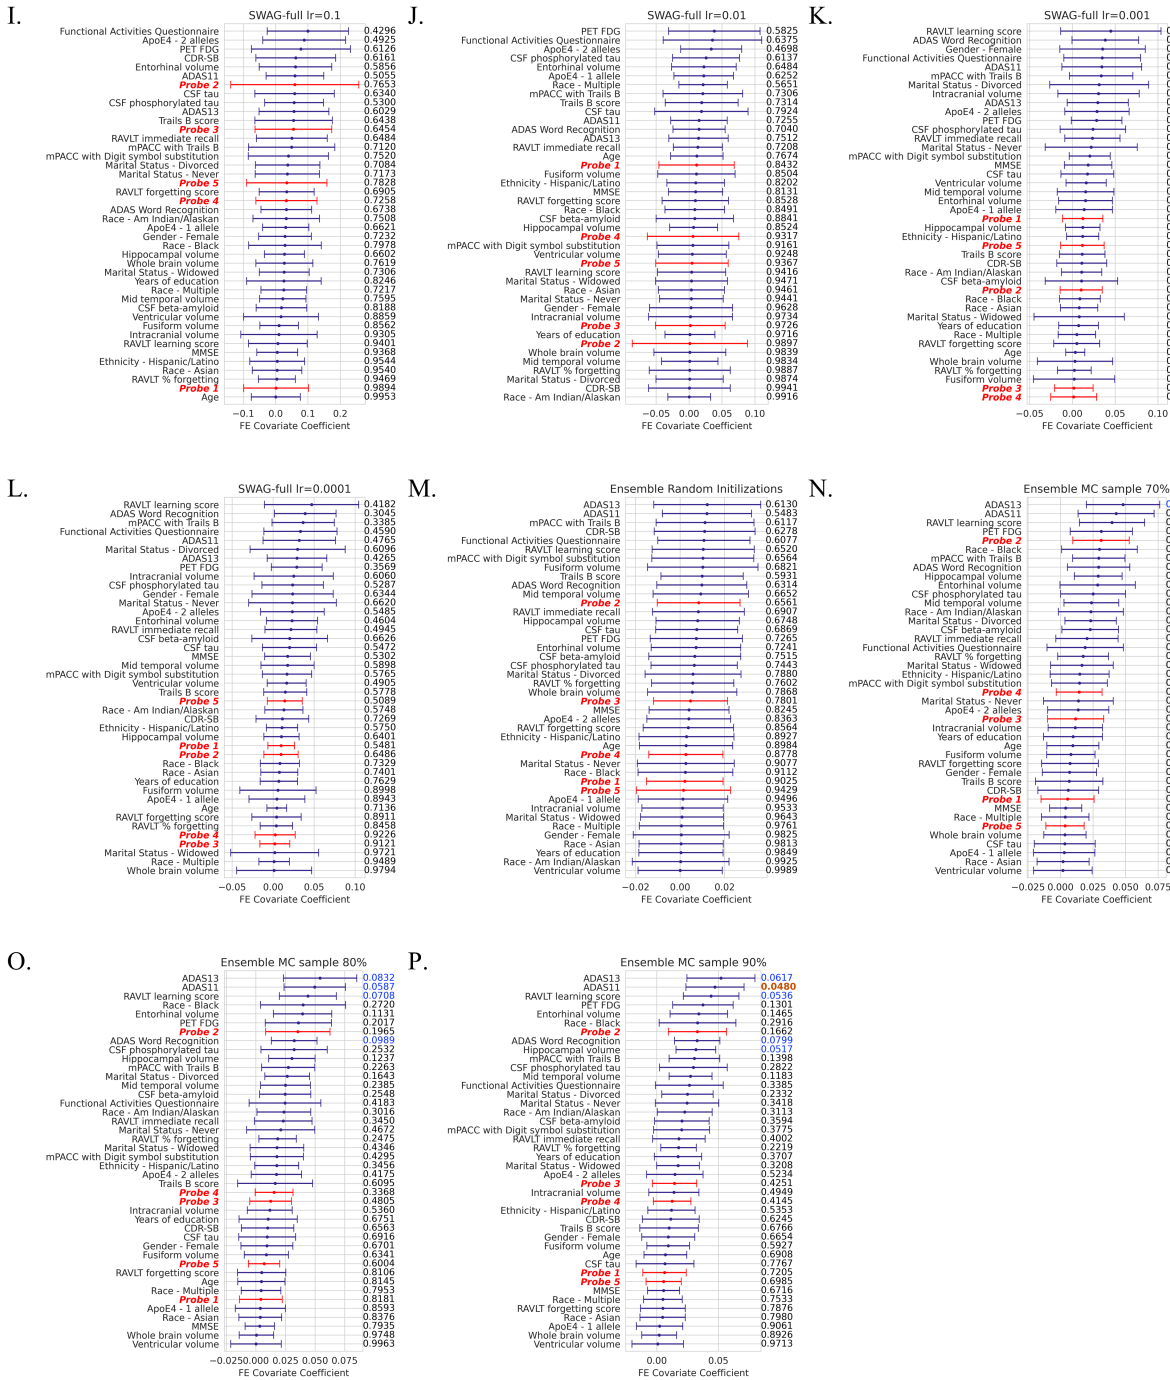 I.
SWAG-full lr=0.1
Functional Activities Questionnaire 0.4296
ApoE4 - 2 alleles 0.4925
PET FDG 0.6126
CDR-SB 0.6161
Entorhinal volume 0.5856
ADAS11 0.5055
Probe 2 0.7653
CSF tau 0.6340
CSF phosphorylated tau 0.5300
ADAS13 0.6029
Trails B score 0.6438
Probe 3 0.6454
RAVLT immediate recall 0.6484
mPACC with Trails B 0.7120
mPACC with Digit symbol substitution 0.7520
Marital Status - Divorced 0.7084
Marital Status - Never 0.7173
Probe 5 0.7828
RAVLT forgetting score 0.6905
Probe 4 0.7258
ADAS Word Recognition 0.6738
Race - Am Indian/Alaskan 0.7508
ApoE4 - 1 allele 0.6621
Gender - Female 0.7232
Race - Black 0.7978
Hippocampal volume 0.6602
Whole brain volume 0.7619
Marital Status - Widowed 0.7306
Years of education 0.8246
Race - Multiple 0.7217
Mid temporal volume 0.7595
CSF beta-amyloid 0.8188
Ventricular volume 0.8859
Fusiform volume 0.8562
Intracranial volume 0.9305
RAVLT learning score 0.9401
MMSE 0.9368
Ethnicity - Hispanic/Latino 0.9544
Race - Asian 0.9540
RAVLT % forgetting 0.9469
Probe 1 0.9894
Age 0.9953
−0.1 0.0 0.1 0.2
FE Covariate Coefficient
J.
SWAG-full lr=0.01
PET FDG 0.5825
Functional Activities Questionnaire 0.6375
ApoE4 - 2 alleles 0.4698
CSF phosphorylated tau 0.6137
Entorhinal volume 0.6484
ApoE4 - 1 allele 0.6252
Race - Multiple 0.5651
mPACC with Trails B 0.7306
Trails B score 0.7314
CSF tau 0.7924
ADAS11 0.7255
ADAS Word Recognition 0.7040
ADAS13 0.7512
RAVLT immediate recall 0.7208
Age 0.7674
Probe 1 0.8432
Fusiform volume 0.8504
Ethnicity - Hispanic/Latino 0.8202
MMSE 0.8131
RAVLT forgetting score 0.8528
Race - Black 0.8491
CSF beta-amyloid 0.8841
Hippocampal volume 0.8524
Probe 4 0.9317
mPACC with Digit symbol substitution 0.9161
Ventricular volume 0.9248
Probe 5 0.9367
RAVLT learning score 0.9416
Marital Status - Widowed 0.9471
Race - Asian 0.9461
Marital Status - Never 0.9441
Gender - Female 0.9628
Intracranial volume 0.9734
Probe 3 0.9726
Years of education 0.9716
Probe 2 0.9897
Whole brain volume 0.9839
Mid temporal volume 0.9834
RAVLT % forgetting 0.9887
Marital Status - Divorced 0.9874
CDR-SB 0.9941
Race - Am Indian/Alaskan 0.9916
−0.05 0.00 0.05 0.10
FE Covariate Coefficient
K.
SWAG-full lr=0.001
RAVLT learning score
ADAS Word Recognition
Gender - Female
Functional Activities Questionnaire
ADAS11
mPACC with Trails B
Marital Status - Divorced
Intracranial volume
ADAS13
ApoE4 - 2 alleles
PET FDG
CSF phosphorylated tau
RAVLT immediate recall
Marital Status - Never
mPACC with Digit symbol substitution
MMSE
CSF tau
Ventricular volume
Mid temporal volume
Entorhinal volume
ApoE4 - 1 allele
Probe 1
Hippocampal volume
Ethnicity - Hispanic/Latino
Probe 5
Trails B score
CDR-SB
Race - Am Indian/Alaskan
CSF beta-amyloid
Probe 2
Race - Black
Race - Asian
Marital Status - Widowed
Years of education
Race - Multiple
RAVLT forgetting score
Age
Whole brain volume
RAVLT % forgetting
Fusiform volume
Probe 3
Probe 4
−0.05 0.00 0.05 0.10
FE Covariate Coefficient
L.
SWAG-full lr=0.0001
RAVLT learning score 0.4182
ADAS Word Recognition 0.3045
mPACC with Trails B 0.3385
Functional Activities Questionnaire 0.4590
ADAS11 0.4765
Marital Status - Divorced 0.6096
ADAS13 0.4265
PET FDG 0.3569
Intracranial volume 0.6060
CSF phosphorylated tau 0.5287
Gender - Female 0.6344
Marital Status - Never 0.6620
ApoE4 - 2 alleles 0.5485
Entorhinal volume 0.4604
RAVLT immediate recall 0.4945
CSF beta-amyloid 0.6626
CSF tau 0.5472
MMSE 0.5302
Mid temporal volume 0.5898
mPACC with Digit symbol substitution 0.5765
Ventricular volume 0.4905
Trails B score 0.5778
Probe 5 0.5089
Race - Am Indian/Alaskan 0.5748
CDR-SB 0.7269
Ethnicity - Hispanic/Latino 0.5750
Hippocampal volume 0.6401
Probe 1 0.5481
Probe 2 0.6486
Race - Black 0.7329
Race - Asian 0.7401
Years of education 0.7629
Fusiform volume 0.8998
ApoE4 - 1 allele 0.8943
Age 0.7136
RAVLT forgetting score 0.8911
RAVLT % forgetting 0.8458
Probe 4 0.9226
Probe 3 0.9121
Marital Status - Widowed 0.9721
Race - Multiple 0.9489
Whole brain volume 0.9794
−0.05 0.00 0.05 0.10
FE Covariate Coefficient
M.
Ensemble Random Initilizations
ADAS13 0.6130
ADAS11 0.5483
mPACC with Trails B 0.6117
CDR-SB 0.6278
Functional Activities Questionnaire 0.6077
RAVLT learning score 0.6520
mPACC with Digit symbol substitution 0.6564
Fusiform volume 0.6821
Trails B score 0.5931
ADAS Word Recognition 0.6314
Mid temporal volume 0.6652
Probe 2 0.6561
RAVLT immediate recall 0.6907
Hippocampal volume 0.6748
CSF tau 0.6869
PET FDG 0.7265
Entorhinal volume 0.7241
CSF beta-amyloid 0.7515
CSF phosphorylated tau 0.7443
Marital Status - Divorced 0.7880
RAVLT % forgetting 0.7602
Whole brain volume 0.7868
Probe 3 0.7801
MMSE 0.8245
ApoE4 - 2 alleles 0.8363
RAVLT forgetting score 0.8564
Ethnicity - Hispanic/Latino 0.8927
Age 0.8984
Probe 4 0.8778
Marital Status - Never 0.9077
Race - Black 0.9112
Probe 1 0.9025
Probe 5 0.9429
ApoE4 - 1 allele 0.9496
Intracranial volume 0.9533
Marital Status - Widowed 0.9643
Race - Multiple 0.9761
Gender - Female 0.9825
Race - Asian 0.9813
Years of education 0.9849
Race - Am Indian/Alaskan 0.9925
Ventricular volume 0.9989
−0.02 0.00 0.02
FE Covariate Coefficient
N.
Ensemble MC sample 70%
ADAS13
ADAS11
RAVLT learning score
PET FDG
Probe 2
Race - Black
mPACC with Trails B
ADAS Word Recognition
Hippocampal volume
Entorhinal volume
CSF phosphorylated tau
Mid temporal volume
Race - Am Indian/Alaskan
Marital Status - Divorced
CSF beta-amyloid
RAVLT immediate recall
Functional Activities Questionnaire
RAVLT % forgetting
Marital Status - Widowed
Ethnicity - Hispanic/Latino
mPACC with Digit symbol substitution
Probe 4
Marital Status - Never
ApoE4 - 2 alleles
Probe 3
Intracranial volume
Years of education
Age
Fusiform volume
RAVLT forgetting score
Gender - Female
Trails B score
CDR-SB
Probe 1
MMSE
Race - Multiple
Probe 5
Whole brain volume
CSF tau
ApoE4 - 1 allele
Race - Asian
Ventricular volume
−0.025 0.000 0.025 0.050 0.075
FE Covariate Coefficient
O.
Ensemble MC sample 80%
ADAS13 0.0832
ADAS11 0.0587
RAVLT learning score 0.0708
Race - Black 0.2720
Entorhinal volume 0.1131
PET FDG 0.2017
Probe 2 0.1965
ADAS Word Recognition 0.0989
CSF phosphorylated tau 0.2532
Hippocampal volume 0.1237
mPACC with Trails B 0.2263
Marital Status - Divorced 0.1643
Mid temporal volume 0.2385
CSF beta-amyloid 0.2548
Functional Activities Questionnaire 0.4183
Race - Am Indian/Alaskan 0.3016
RAVLT immediate recall 0.3450
Marital Status - Never 0.4672
RAVLT % forgetting 0.2475
Marital Status - Widowed 0.4346
mPACC with Digit symbol substitution 0.4295
Ethnicity - Hispanic/Latino 0.3456
ApoE4 - 2 alleles 0.4175
Trails B score 0.6095
Probe 4 0.3368
Probe 3 0.4805
Intracranial volume 0.5360
Years of education 0.6751
CDR-SB 0.6563
CSF tau 0.6916
Gender - Female 0.6701
Fusiform volume 0.6341
Probe 5 0.6004
RAVLT forgetting score 0.8106
Age 0.8145
Race - Multiple 0.7953
Probe 1 0.8181
ApoE4 - 1 allele 0.8593
Race - Asian 0.8376
MMSE 0.7935
Whole brain volume 0.9748
Ventricular volume 0.9963
−0.025 0.000 0.025 0.050 0.075
FE Covariate Coefficient
P.
Ensemble MC sample 90%
ADAS13 0.0617
ADAS11 0.0480
RAVLT learning score 0.0536
PET FDG 0.1301
Entorhinal volume 0.1465
Race - Black 0.2916
Probe 2 0.1662
ADAS Word Recognition 0.0799
Hippocampal volume 0.0517
mPACC with Trails B 0.1398
CSF phosphorylated tau 0.2822
Mid temporal volume 0.1183
Functional Activities Questionnaire 0.3385
Marital Status - Divorced 0.2332
Marital Status - Never 0.3418
Race - Am Indian/Alaskan 0.3113
CSF beta-amyloid 0.3594
mPACC with Digit symbol substitution 0.3775
RAVLT immediate recall 0.4002
RAVLT % forgetting 0.2219
Years of education 0.3707
Marital Status - Widowed 0.3208
ApoE4 - 2 alleles 0.5234
Probe 3 0.4251
Intracranial volume 0.4949
Probe 4 0.4145
Ethnicity - Hispanic/Latino 0.5353
CDR-SB 0.6245
Trails B score 0.6766
Gender - Female 0.6654
Fusiform volume 0.5927
Age 0.6908
CSF tau 0.7767
Probe 1 0.7205
Probe 5 0.6985
MMSE 0.6716
Race - Multiple 0.7533
RAVLT forgetting score 0.7876
Race - Asian 0.7980
ApoE4 - 1 allele 0.9061
Whole brain volume 0.8926
Ventricular volume 0.9713
0.00 0.05
FE Covariate Coefficient